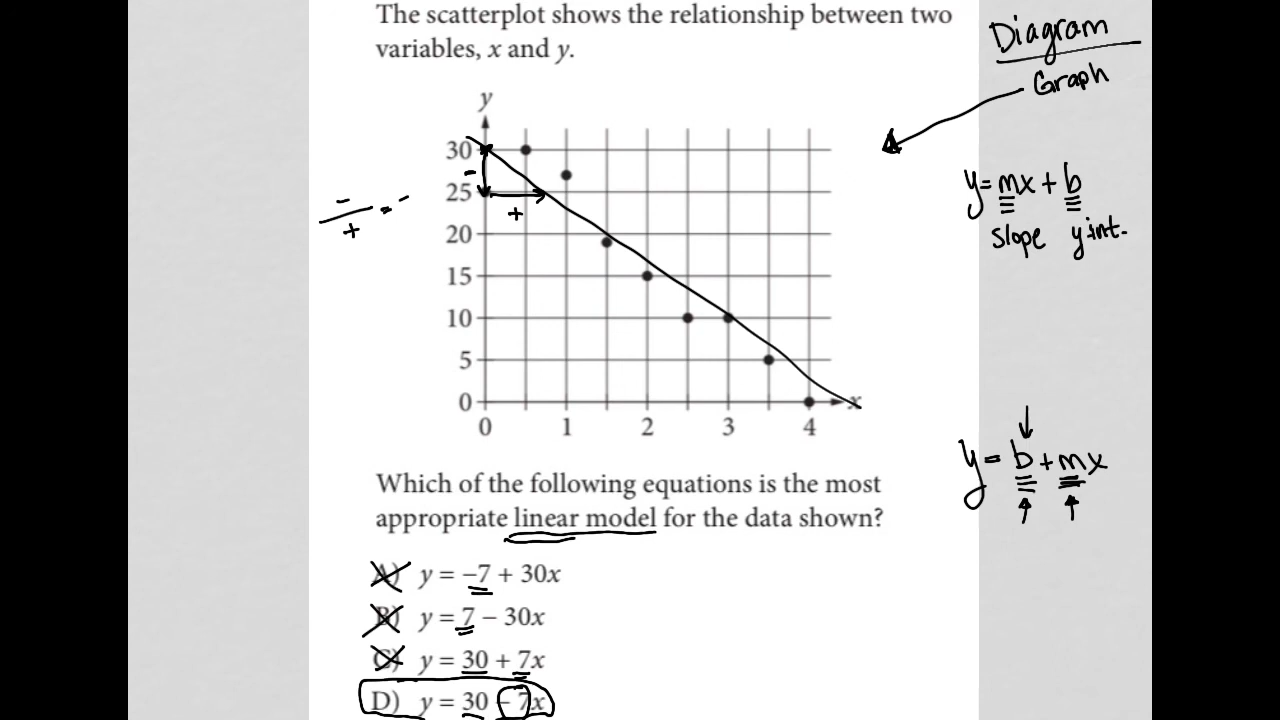 The scatterplot shows the relationship between two
variables, x and y.
Diagram
Graph
y
30
25
20
15
10
5
0
0 1 2 3 4
x
-
+
- = -
+
y = mx + b
slope y int.
y = b + mx
Which of the following equations is the most
appropriate linear model for the data shown?
A) y = −7 + 30x
B) y = 7 − 30x
C) y = 30 + 7x
D) y = 30 − 7x